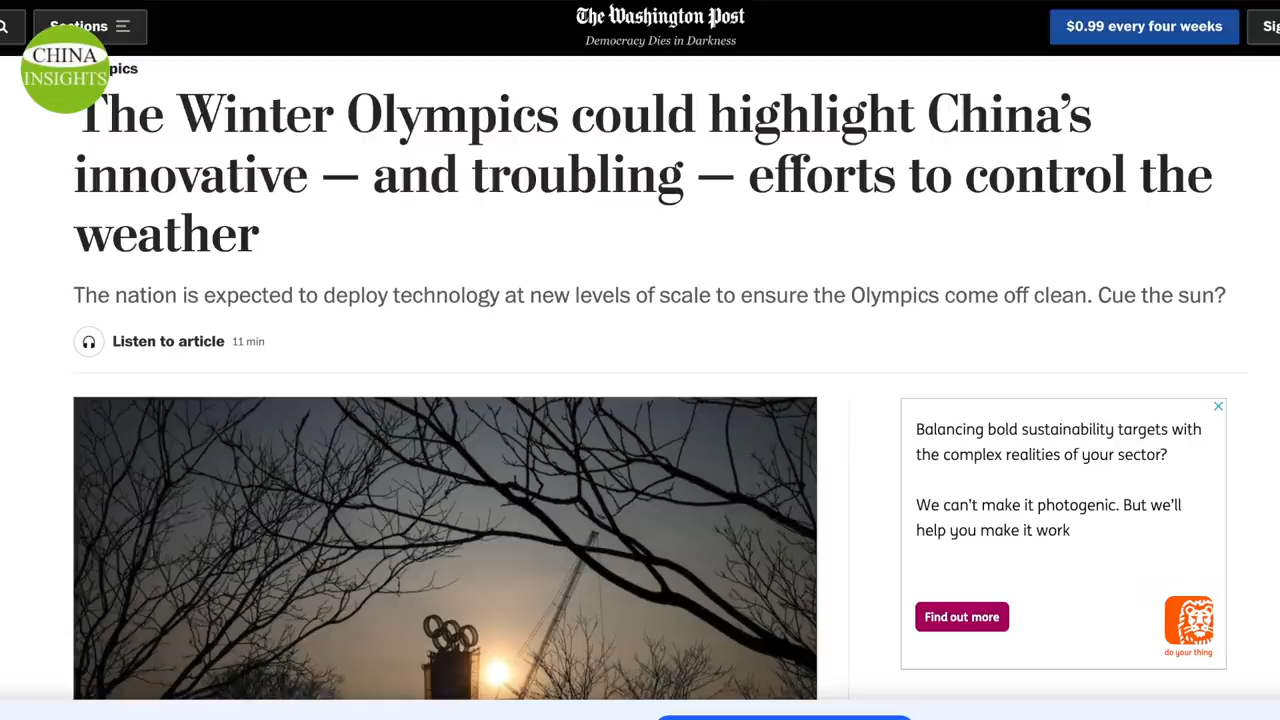 Sections
The Washington Post
Democracy Dies in Darkness
$0.99 every four weeks
Sig
CHINA
INSIGHTS
pics
The Winter Olympics could highlight China’s
innovative — and troubling — efforts to control the
weather
The nation is expected to deploy technology at new levels of scale to ensure the Olympics come off clean. Cue the sun?
Listen to article 11 min
Balancing bold sustainability targets with
the complex realities of your sector?
We can't make it photogenic. But we'll
help you make it work
Find out more
do your thing